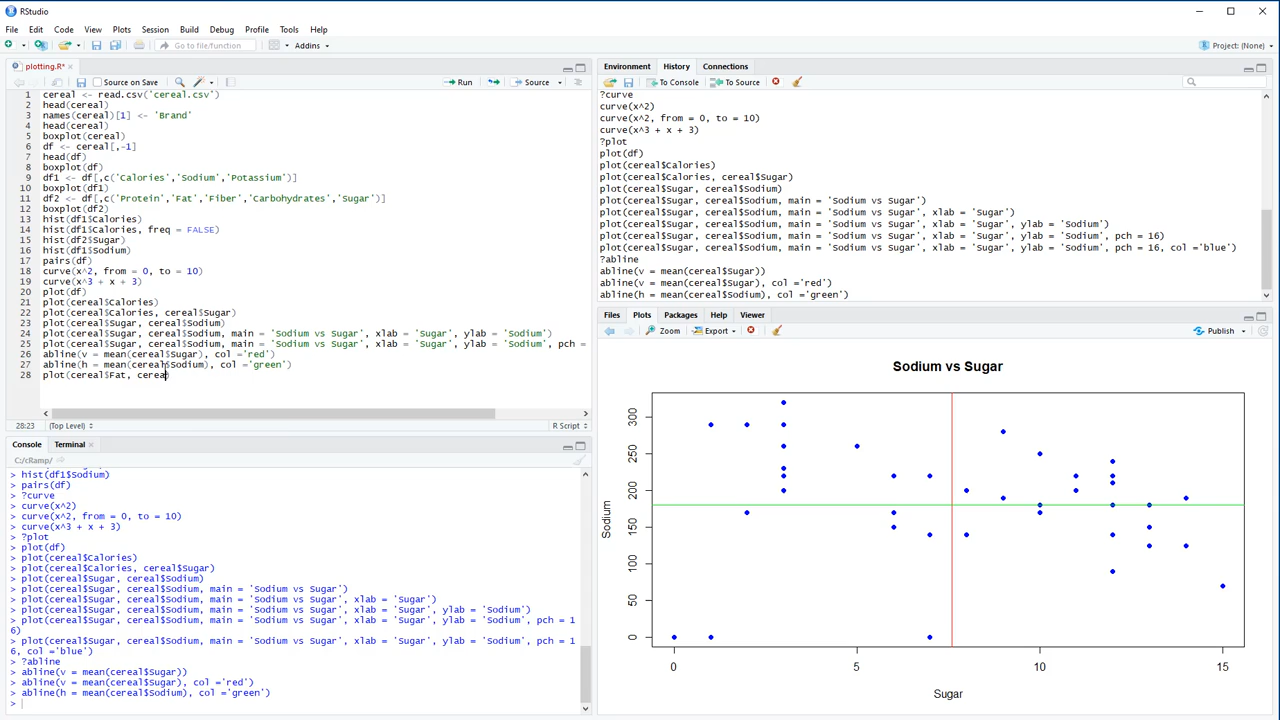 RStudio
File Edit Code View Plots Session Build Debug Profile Tools Help
Go to file/function Addins Project: (None)
plotting.R*
Source on Save Run Source
1 cereal <- read.csv('cereal.csv')
2 head(cereal)
3 names(cereal)[1] <- 'Brand'
4 head(cereal)
5 boxplot(cereal)
6 df <- cereal[,-1]
7 head(df)
8 boxplot(df)
9 df1 <- df[,c('Calories','Sodium','Potassium')]
10 boxplot(df1)
11 df2 <- df[,c('Protein','Fat','Fiber','Carbohydrates','Sugar')]
12 boxplot(df2)
13 hist(df1$Calories)
14 hist(df1$Calories, freq = FALSE)
15 hist(df2$Sugar)
16 hist(df1$Sodium)
17 pairs(df)
18 curve(x^2, from = 0, to = 10)
19 curve(x^3 + x + 3)
20 plot(df)
21 plot(cereal$Calories)
22 plot(cereal$Calories, cereal$Sugar)
23 plot(cereal$Sugar, cereal$Sodium)
24 plot(cereal$Sugar, cereal$Sodium, main = 'Sodium vs Sugar', xlab = 'Sugar', ylab = 'Sodium')
25 plot(cereal$Sugar, cereal$Sodium, main = 'Sodium vs Sugar', xlab = 'Sugar', ylab = 'Sodium', pch =
26 abline(v = mean(cereal$Sugar), col ='red')
27 abline(h = mean(cereal$Sodium), col ='green')
28 plot(cereal$Fat, cerea)
28:23 (Top Level) R Script
Console Terminal
C:/cRamp/
> hist(df1$Sodium)
> pairs(df)
> ?curve
> curve(x^2)
> curve(x^2, from = 0, to = 10)
> curve(x^3 + x + 3)
> ?plot
> plot(df)
> plot(cereal$Calories)
> plot(cereal$Calories, cereal$Sugar)
> plot(cereal$Sugar, cereal$Sodium)
> plot(cereal$Sugar, cereal$Sodium, main = 'Sodium vs Sugar')
> plot(cereal$Sugar, cereal$Sodium, main = 'Sodium vs Sugar', xlab = 'Sugar')
> plot(cereal$Sugar, cereal$Sodium, main = 'Sodium vs Sugar', xlab = 'Sugar', ylab = 'Sodium')
> plot(cereal$Sugar, cereal$Sodium, main = 'Sodium vs Sugar', xlab = 'Sugar', ylab = 'Sodium', pch = 1
6)
> plot(cereal$Sugar, cereal$Sodium, main = 'Sodium vs Sugar', xlab = 'Sugar', ylab = 'Sodium', pch = 1
6, col ='blue')
> ?abline
> abline(v = mean(cereal$Sugar))
> abline(v = mean(cereal$Sugar), col ='red')
> abline(h = mean(cereal$Sodium), col ='green')
>
Environment History Connections
To Console To Source
?curve
curve(x^2)
curve(x^2, from = 0, to = 10)
curve(x^3 + x + 3)
?plot
plot(df)
plot(cereal$Calories)
plot(cereal$Calories, cereal$Sugar)
plot(cereal$Sugar, cereal$Sodium)
plot(cereal$Sugar, cereal$Sodium, main = 'Sodium vs Sugar')
plot(cereal$Sugar, cereal$Sodium, main = 'Sodium vs Sugar', xlab = 'Sugar')
plot(cereal$Sugar, cereal$Sodium, main = 'Sodium vs Sugar', xlab = 'Sugar', ylab = 'Sodium')
plot(cereal$Sugar, cereal$Sodium, main = 'Sodium vs Sugar', xlab = 'Sugar', ylab = 'Sodium', pch = 16)
plot(cereal$Sugar, cereal$Sodium, main = 'Sodium vs Sugar', xlab = 'Sugar', ylab = 'Sodium', pch = 16, col ='blue')
?abline
abline(v = mean(cereal$Sugar))
abline(v = mean(cereal$Sugar), col ='red')
abline(h = mean(cereal$Sodium), col ='green')
Files Plots Packages Help Viewer
Zoom Export Publish
Sodium vs Sugar
300
250
200
150
100
50
0
Sodium
0 5 10 15
Sugar